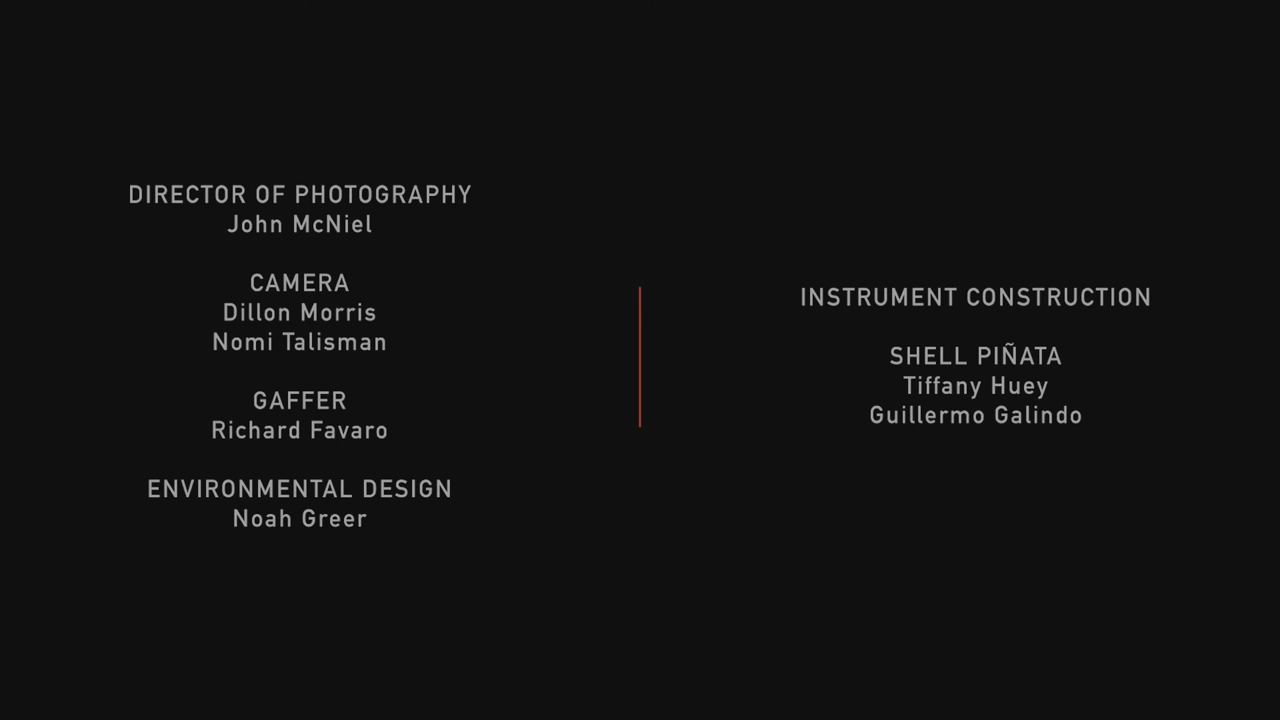 DIRECTOR OF PHOTOGRAPHY
John McNiel
CAMERA
Dillon Morris
Nomi Talisman
GAFFER
Richard Favaro
ENVIRONMENTAL DESIGN
Noah Greer
INSTRUMENT CONSTRUCTION
SHELL PIÑATA
Tiffany Huey
Guillermo Galindo